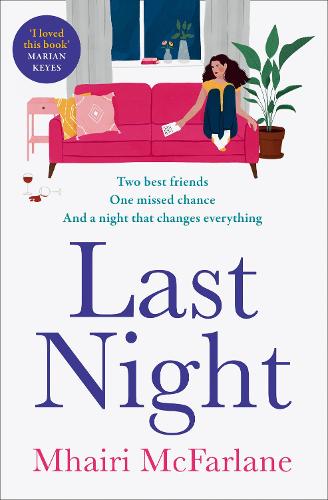 'I loved
this book'
MARIAN
KEYES
Two best friends
One missed chance
And a night that changes everything
Last
Night
Mhairi McFarlane